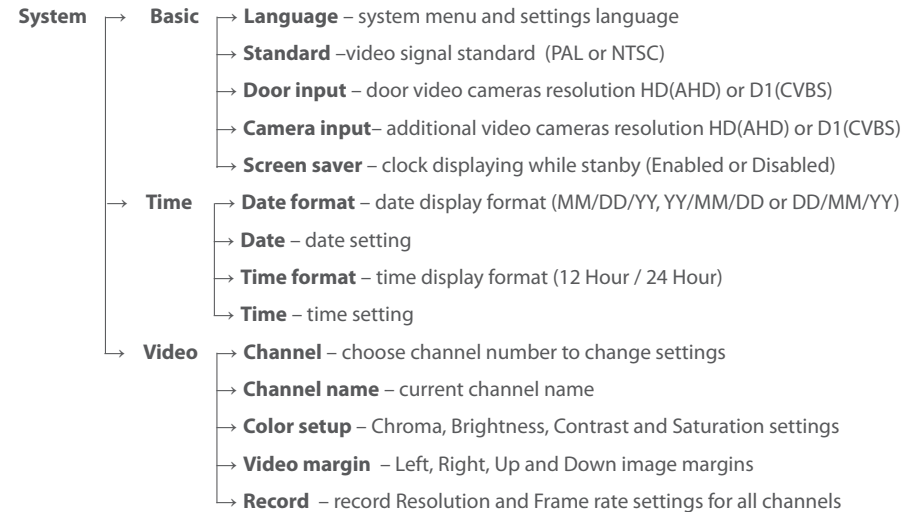 System → Basic → Language – system menu and settings language
→ Standard –video signal standard (PAL or NTSC)
→ Door input – door video cameras resolution HD(AHD) or D1(CVBS)
→ Camera input– additional video cameras resolution HD(AHD) or D1(CVBS)
→ Screen saver – clock displaying while stanby (Enabled or Disabled)
→ Time → Date format – date display format (MM/DD/YY, YY/MM/DD or DD/MM/YY)
→ Date – date setting
→ Time format – time display format (12 Hour / 24 Hour)
→ Time – time setting
→ Video → Channel – choose channel number to change settings
→ Channel name – current channel name
→ Color setup – Chroma, Brightness, Contrast and Saturation settings
→ Video margin – Left, Right, Up and Down image margins
→ Record – record Resolution and Frame rate settings for all channels